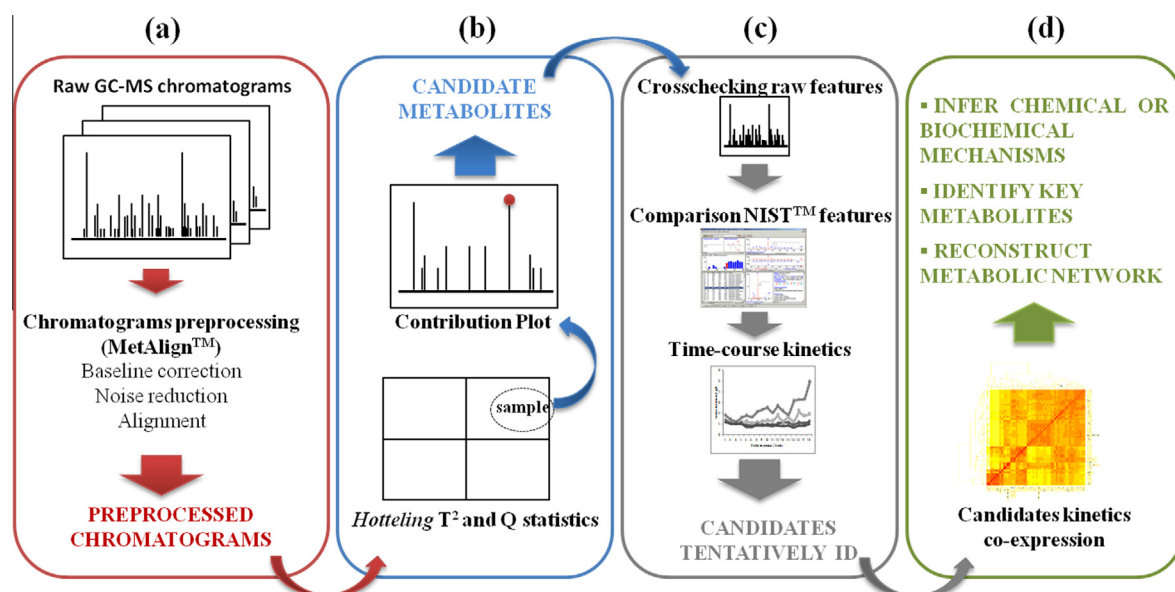 (a)
Raw GC-MS chromatograms
Chromatograms preprocessing
(MetAlign™)
Baseline correction
Noise reduction
Alignment
PREPROCESSED
CHROMATOGRAMS
(b)
CANDIDATE
METABOLITES
Contribution Plot
sample
Hotteling T² and Q statistics
(c)
Crosschecking raw features
Comparison NIST™ features
Time-course kinetics
CANDIDATES
TENTATIVELY ID
(d)
▪ INFER CHEMICAL OR
BIOCHEMICAL
MECHANISMS
▪ IDENTIFY KEY
METABOLITES
▪ RECONSTRUCT
METABOLIC NETWORK
Candidates kinetics
co-expression